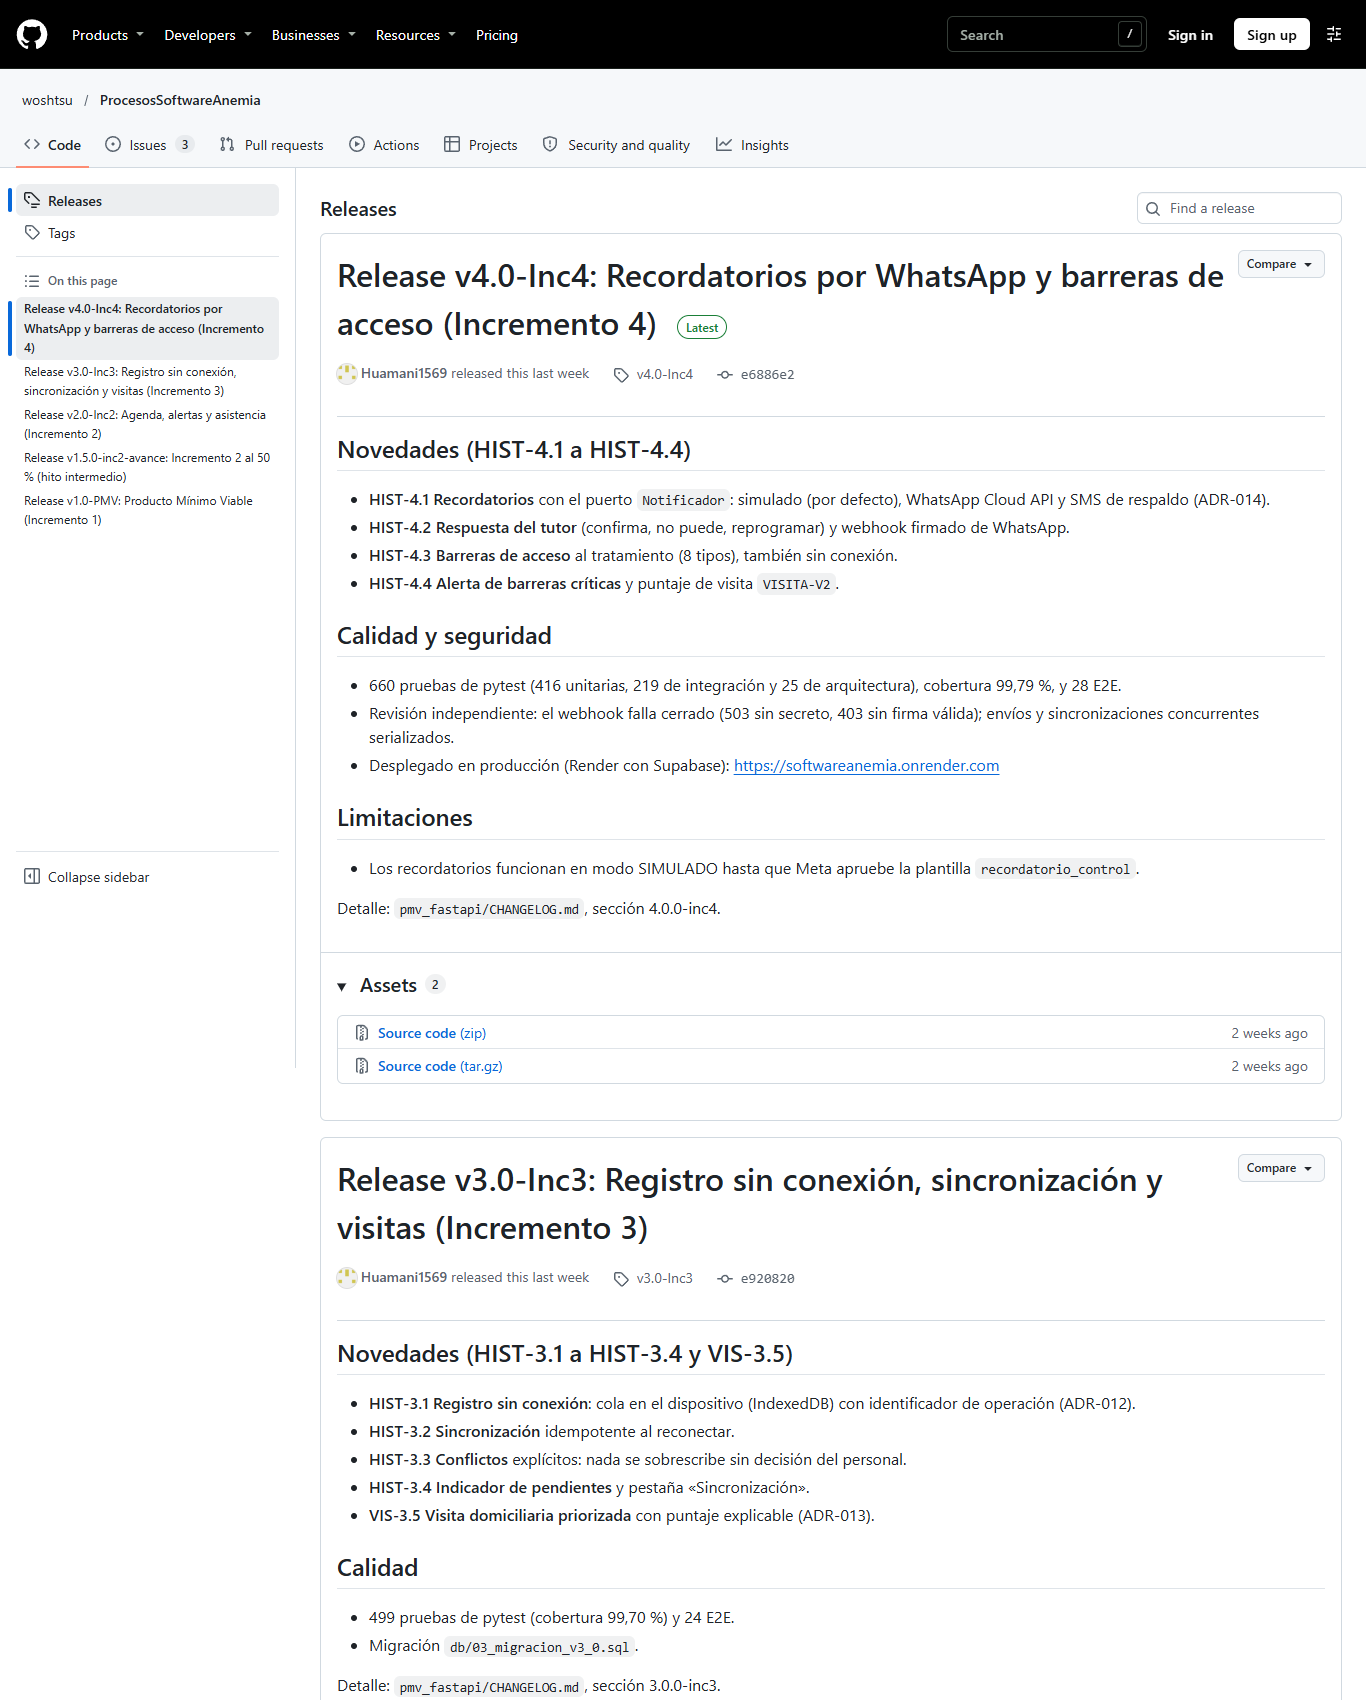 Products Developers Businesses Resources Pricing Search / Sign in Sign up
woshtsu / ProcesosSoftwareAnemia
Code Issues 3 Pull requests Actions Projects Security and quality Insights
Releases
Tags
On this page
Release v4.0-Inc4: Recordatorios por
WhatsApp y barreras de acceso (Incremento
4)
Release v3.0-Inc3: Registro sin conexión,
sincronización y visitas (Incremento 3)
Release v2.0-Inc2: Agenda, alertas y asistencia
(Incremento 2)
Release v1.5.0-inc2-avance: Incremento 2 al 50
% (hito intermedio)
Release v1.0-PMV: Producto Mínimo Viable
(Incremento 1)
Collapse sidebar
Releases
Find a release
Release v4.0-Inc4: Recordatorios por WhatsApp y barreras de
acceso (Incremento 4) Latest
Compare
Huamani1569 released this last week v4.0-Inc4 e6886e2
Novedades (HIST-4.1 a HIST-4.4)
• HIST-4.1 Recordatorios con el puerto Notificador: simulado (por defecto), WhatsApp Cloud API y SMS de respaldo (ADR-014).
• HIST-4.2 Respuesta del tutor (confirma, no puede, reprogramar) y webhook firmado de WhatsApp.
• HIST-4.3 Barreras de acceso al tratamiento (8 tipos), también sin conexión.
• HIST-4.4 Alerta de barreras críticas y puntaje de visita VISITA-V2.
Calidad y seguridad
• 660 pruebas de pytest (416 unitarias, 219 de integración y 25 de arquitectura), cobertura 99,79 %, y 28 E2E.
• Revisión independiente: el webhook falla cerrado (503 sin secreto, 403 sin firma válida); envíos y sincronizaciones concurrentes
serializados.
• Desplegado en producción (Render con Supabase): https://softwareanemia.onrender.com
Limitaciones
• Los recordatorios funcionan en modo SIMULADO hasta que Meta apruebe la plantilla recordatorio_control.
Detalle: pmv_fastapi/CHANGELOG.md, sección 4.0.0-inc4.
Assets 2
Source code (zip) 2 weeks ago
Source code (tar.gz) 2 weeks ago
Release v3.0-Inc3: Registro sin conexión, sincronización y
visitas (Incremento 3)
Compare
Huamani1569 released this last week v3.0-Inc3 e920820
Novedades (HIST-3.1 a HIST-3.4 y VIS-3.5)
• HIST-3.1 Registro sin conexión: cola en el dispositivo (IndexedDB) con identificador de operación (ADR-012).
• HIST-3.2 Sincronización idempotente al reconectar.
• HIST-3.3 Conflictos explícitos: nada se sobrescribe sin decisión del personal.
• HIST-3.4 Indicador de pendientes y pestaña «Sincronización».
• VIS-3.5 Visita domiciliaria priorizada con puntaje explicable (ADR-013).
Calidad
• 499 pruebas de pytest (cobertura 99,70 %) y 24 E2E.
• Migración db/03_migracion_v3_0.sql.
Detalle: pmv_fastapi/CHANGELOG.md, sección 3.0.0-inc3.